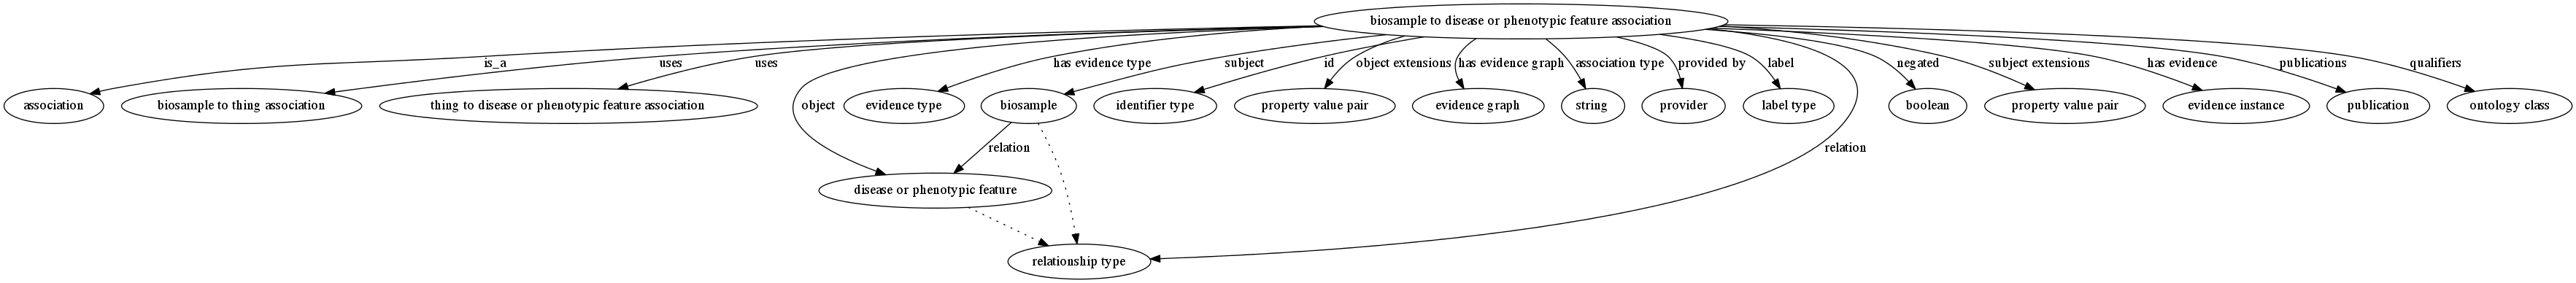 biosample to disease or phenotypic feature association
is_a
uses
uses
has evidence type
subject
id
object extensions
has evidence graph
association type
provided by
label
negated
subject extensions
has evidence
publications
qualifiers
association
biosample to thing association
thing to disease or phenotypic feature association
object
evidence type
biosample
identifier type
property value pair
evidence graph
string
provider
label type
boolean
property value pair
evidence instance
publication
ontology class
relation
relation
disease or phenotypic feature
relationship type